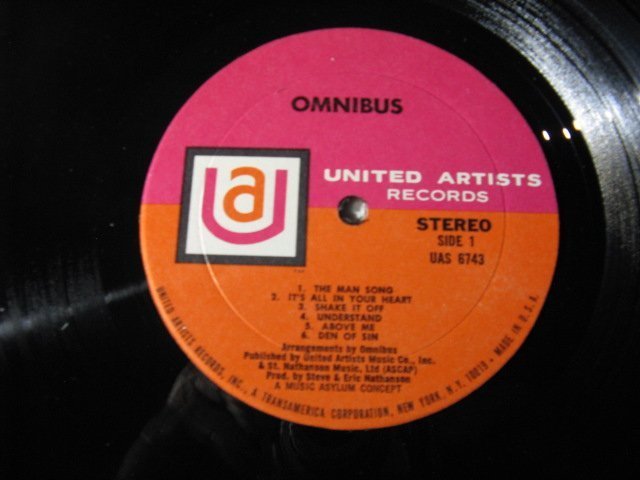 OMNIBUS
ua
UNITED ARTISTS
RECORDS
STEREO
SIDE 1
UAS 6743
1. THE MAN SONG
2. IT'S ALL IN YOUR HEART
3. SHAKE IT OFF
4. UNDERSTAND
5. ABOVE ME
6. DEN OF SIN
Arrangements by Omnibus
Published by United Artists Music Co., Inc.
& St. Nathanson Music, Ltd (ASCAP)
Prod. by Steve & Eric Nathanson
A MUSIC ASYLUM CONCEPT
UNITED ARTISTS RECORDS, INC., A TRANSAMERICA CORPORATION, NEW YORK, N.Y. 10019 • MADE IN U.S.A.